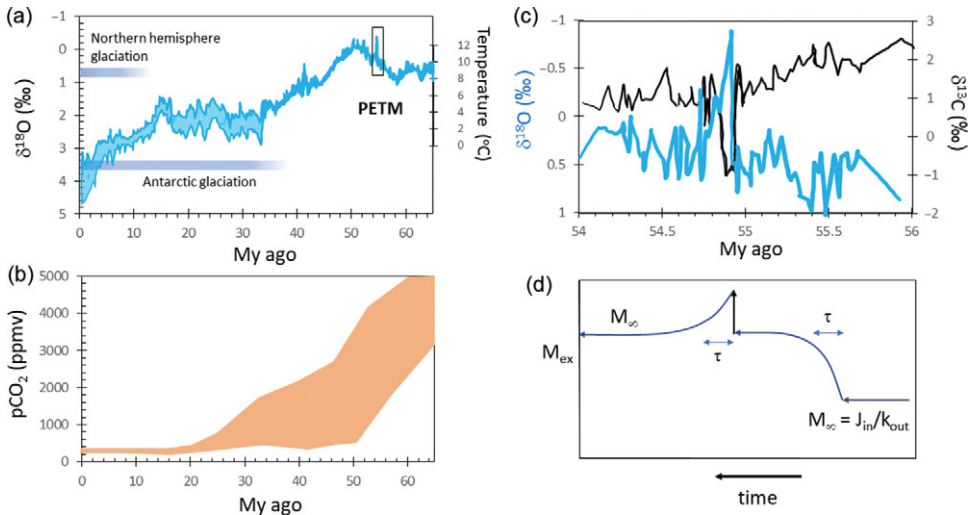 (a)
−1
0
1
2
3
4
5
δ¹⁸O (‰)
Northern hemisphere
glaciation
Antarctic glaciation
PETM
12
10
8
6
4
2
0
Temperature
(°C)
0
10
20
30
40
50
60
My ago
(b)
5000
4000
3000
2000
1000
0
pCO₂ (ppmv)
0
10
20
30
40
50
60
My ago
(c)
−1
−0.5
0
0.5
1
δ¹⁸O (‰)
3
2
1
0
−1
−2
δ¹³C (‰)
54
54.5
55
55.5
56
My ago
(d)
M∞
τ
τ
Mₑₓ
M∞ = Jᵢₙ/kₒᵤₜ
time